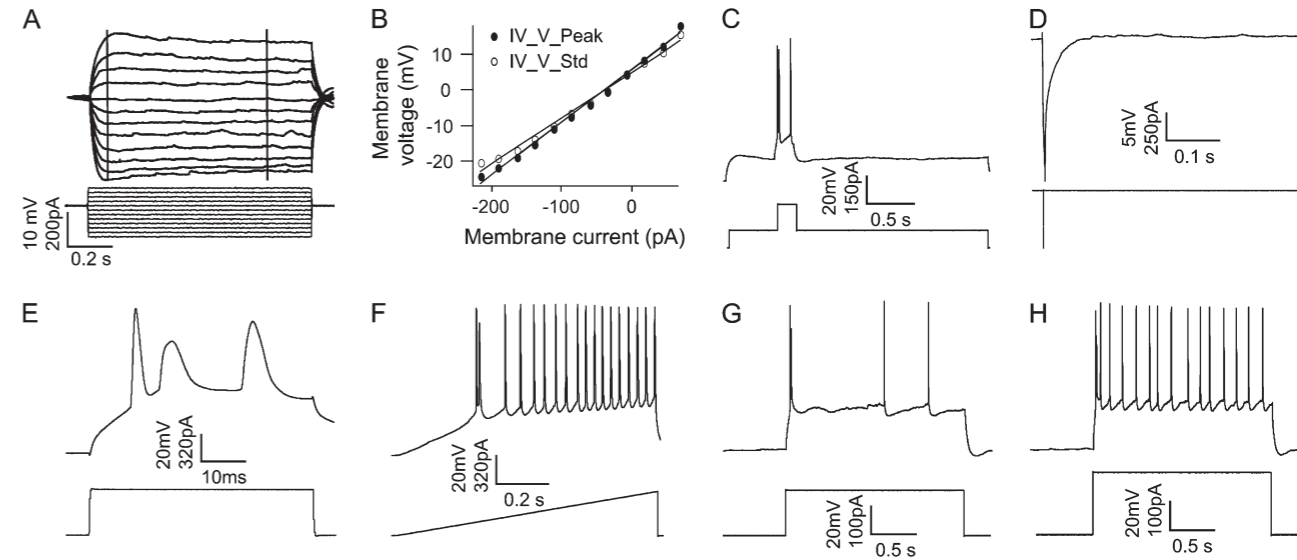 A
10 mV
200pA
0.2 s
B
IV_V_Peak
IV_V_Std
Membrane
voltage (mV)
10
0
-10
-20
-200
-100
0
Membrane current (pA)
C
20mV
150pA
0.5 s
D
5mV
250pA
0.1 s
E
20mV
320pA
10ms
F
20mV
320pA
0.2 s
G
20mV
100pA
0.5 s
H
20mV
100pA
0.5 s